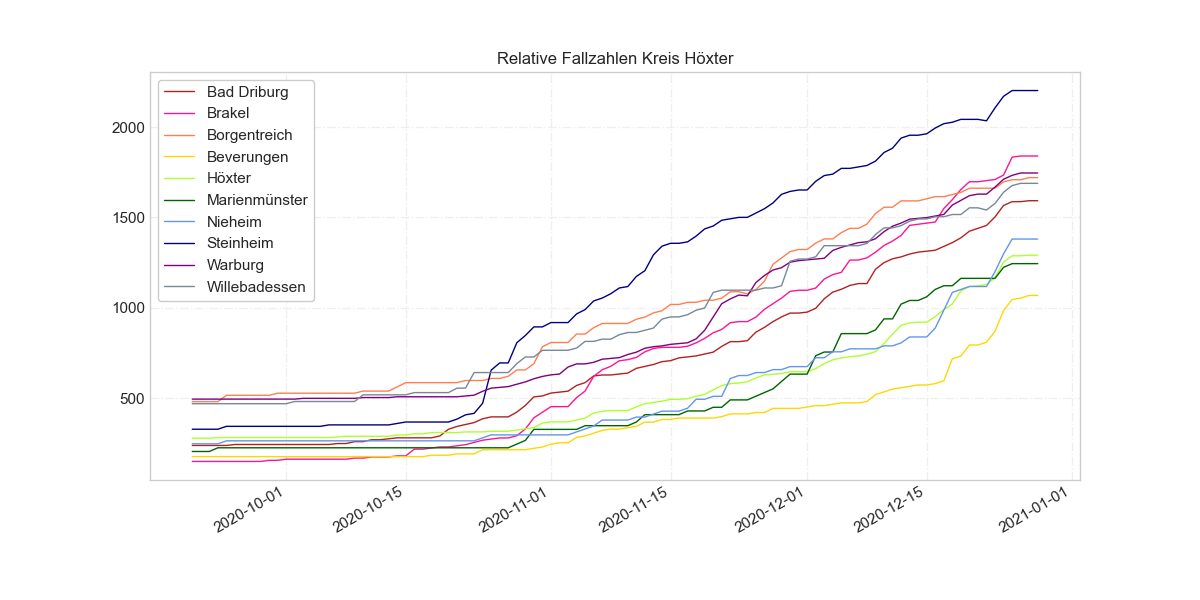 Relative Fallzahlen Kreis Höxter
Bad Driburg
Brakel
Borgentreich
Beverungen
Höxter
Marienmünster
Nieheim
Steinheim
Warburg
Willebadessen
2000
1500
1000
500
2020-10-01
2020-10-15
2020-11-01
2020-11-15
2020-12-01
2020-12-15
2021-01-01